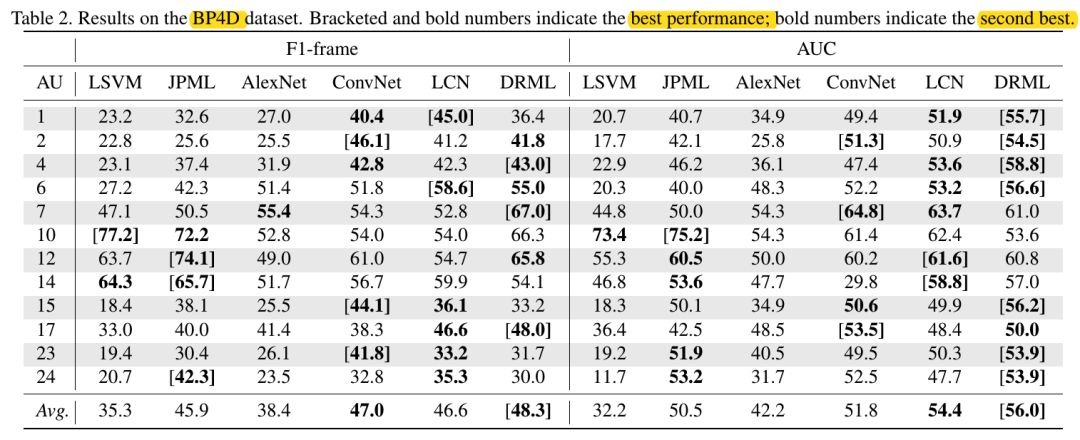 Table 2. Results on the BP4D dataset. Bracketed and bold numbers indicate the best performance; bold numbers indicate the second best.
F1-frame AUC
AU LSVM JPML AlexNet ConvNet LCN DRML LSVM JPML AlexNet ConvNet LCN DRML
1 23.2 32.6 27.0 40.4 [45.0] 36.4 20.7 40.7 34.9 49.4 51.9 [55.7]
2 22.8 25.6 25.5 [46.1] 41.2 41.8 17.7 42.1 25.8 [51.3] 50.9 [54.5]
4 23.1 37.4 31.9 42.8 42.3 [43.0] 22.9 46.2 36.1 47.4 53.6 [58.8]
6 27.2 42.3 51.4 51.8 [58.6] 55.0 20.3 40.0 48.3 52.2 53.2 [56.6]
7 47.1 50.5 55.4 54.3 52.8 [67.0] 44.8 50.0 54.3 [64.8] 63.7 61.0
10 [77.2] 72.2 52.8 54.0 54.0 66.3 73.4 [75.2] 54.3 61.4 62.4 53.6
12 63.7 [74.1] 49.0 61.0 54.7 65.8 55.3 60.5 50.0 60.2 [61.6] 60.8
14 64.3 [65.7] 51.7 56.7 59.9 54.1 46.8 53.6 47.7 29.8 [58.8] 57.0
15 18.4 38.1 25.5 [44.1] 36.1 33.2 18.3 50.1 34.9 50.6 49.9 [56.2]
17 33.0 40.0 41.4 38.3 46.6 [48.0] 36.4 42.5 48.5 [53.5] 48.4 50.0
23 19.4 30.4 26.1 [41.8] 33.2 31.7 19.2 51.9 40.5 49.5 50.3 [53.9]
24 20.7 [42.3] 23.5 32.8 35.3 30.0 11.7 53.2 31.7 52.5 47.7 [53.9]
Avg. 35.3 45.9 38.4 47.0 46.6 [48.3] 32.2 50.5 42.2 51.8 54.4 [56.0]